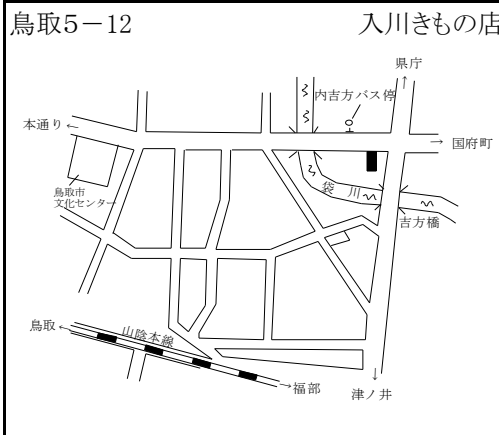 鳥取5－12
入川きもの店
県庁
内吉方バス停
本通り
国府町
鳥取市
文化センター
袋川
吉方橋
鳥取
山陰本線
福部
津ノ井